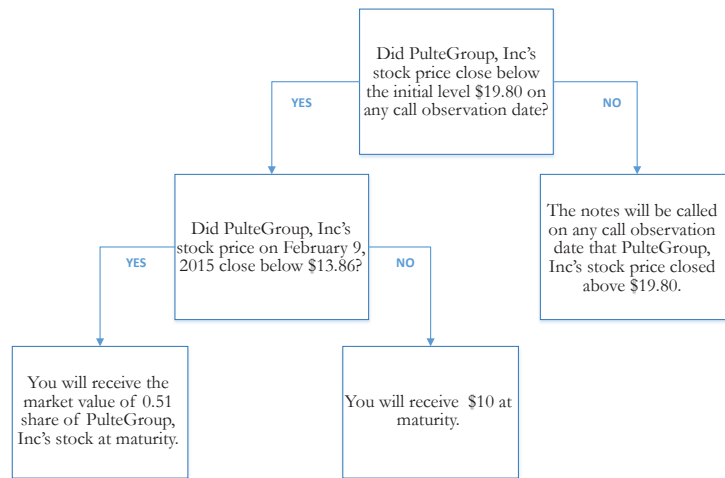 Did PulteGroup, Inc's
stock price close below
the initial level $19.80 on
any call observation date?
YES
NO
Did PulteGroup, Inc's
stock price on February 9,
2015 close below $13.86?
The notes will be called
on any call observation
date that PulteGroup,
Inc's stock price closed
above $19.80.
YES
NO
You will receive the
market value of 0.51
share of PulteGroup,
Inc's stock at maturity.
You will receive $10 at
maturity.